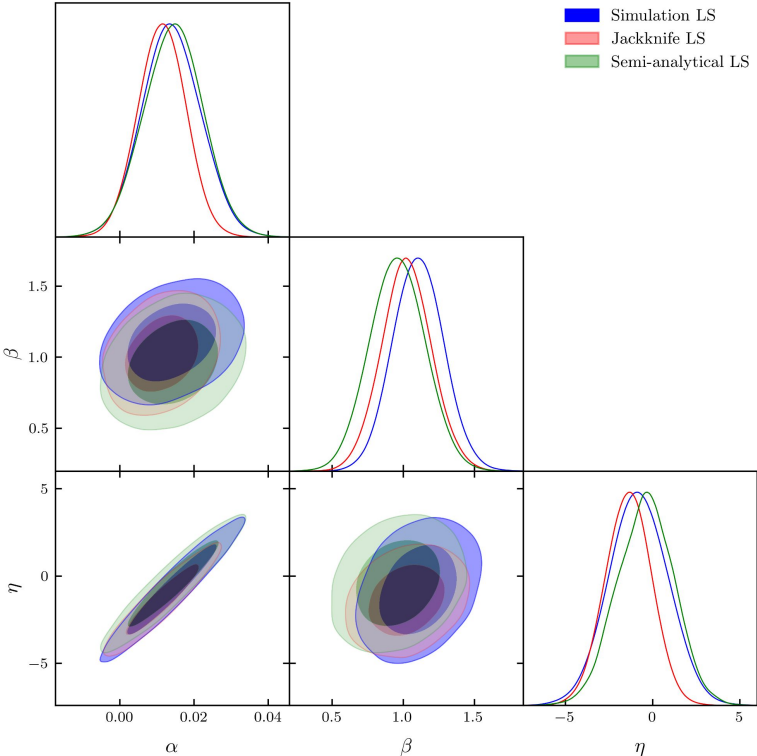 Simulation LS
Jackknife LS
Semi-analytical LS
1.5
1.0
0.5
β
5
0
−5
η
0.00 0.02 0.04
0.5 1.0 1.5
−5 0 5
α
β
η